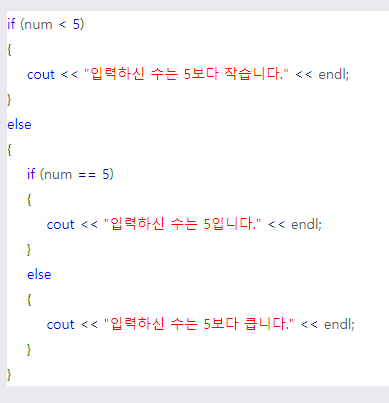 if (num < 5)
{
cout << "입력하신 수는 5보다 작습니다." << endl;
}
else
{
if (num == 5)
{
cout << "입력하신 수는 5입니다." << endl;
}
else
{
cout << "입력하신 수는 5보다 큽니다." << endl;
}
}